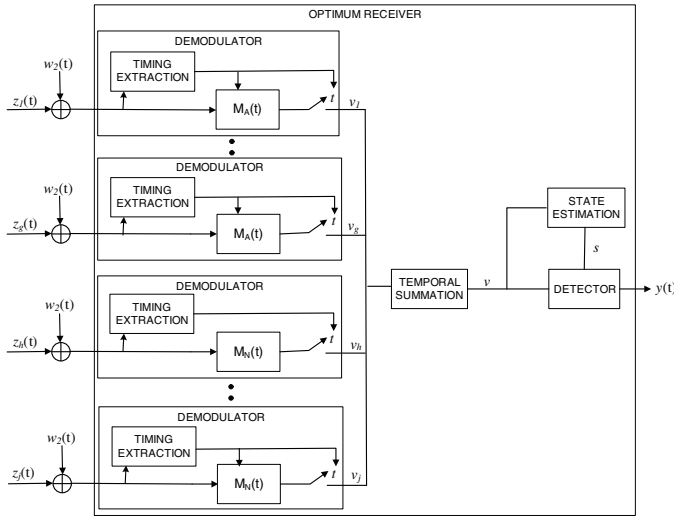 OPTIMUM RECEIVER
DEMODULATOR
w2(t)
TIMING
EXTRACTION
z1(t)
MA(t)
t
v1
DEMODULATOR
w2(t)
TIMING
EXTRACTION
zg(t)
MA(t)
t
vg
STATE
ESTIMATION
s
TEMPORAL
SUMMATION
v
DETECTOR
y(t)
DEMODULATOR
w2(t)
TIMING
EXTRACTION
zh(t)
MN(t)
t
vh
DEMODULATOR
w2(t)
TIMING
EXTRACTION
zj(t)
MN(t)
t
vj